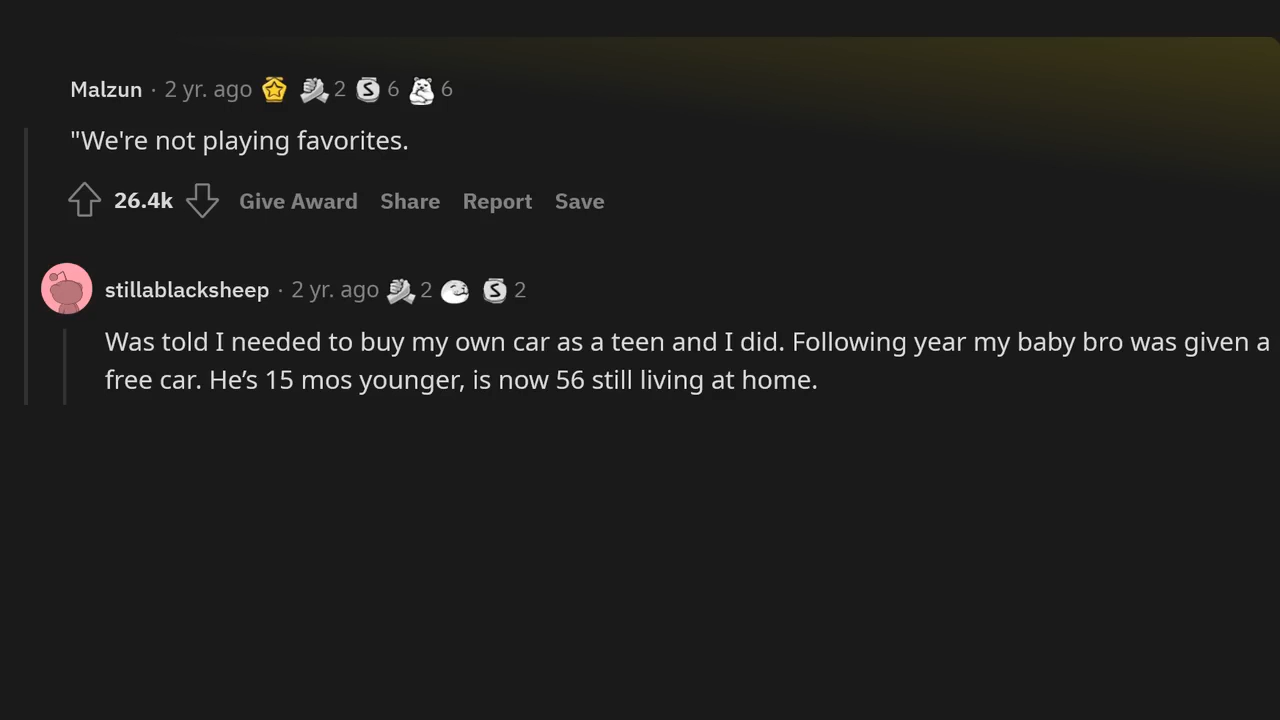 Malzun · 2 yr. ago 2 S 6 6
"We're not playing favorites.
26.4k Give Award Share Report Save
stillablacksheep · 2 yr. ago 2 S 2
Was told I needed to buy my own car as a teen and I did. Following year my baby bro was given a
free car. He’s 15 mos younger, is now 56 still living at home.